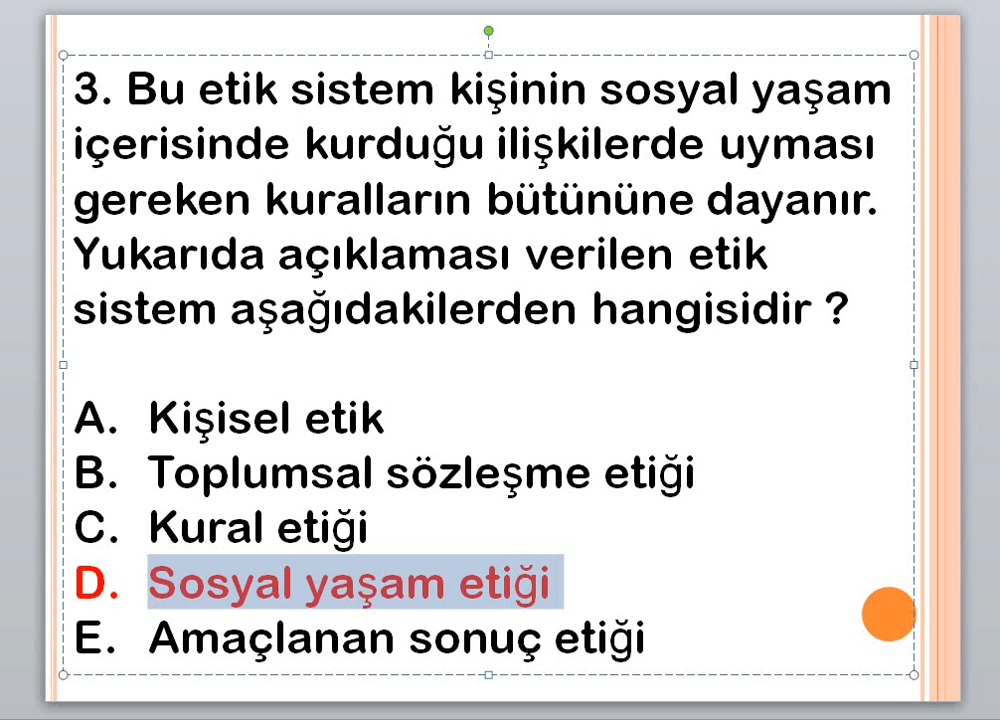 3. Bu etik sistem kişinin sosyal yaşam
içerisinde kurduğu ilişkilerde uyması
gereken kuralların bütününe dayanır.
Yukarıda açıklaması verilen etik
sistem aşağıdakilerden hangisidir ?
A. Kişisel etik
B. Toplumsal sözleşme etiği
C. Kural etiği
D. Sosyal yaşam etiği
E. Amaçlanan sonuç etiği